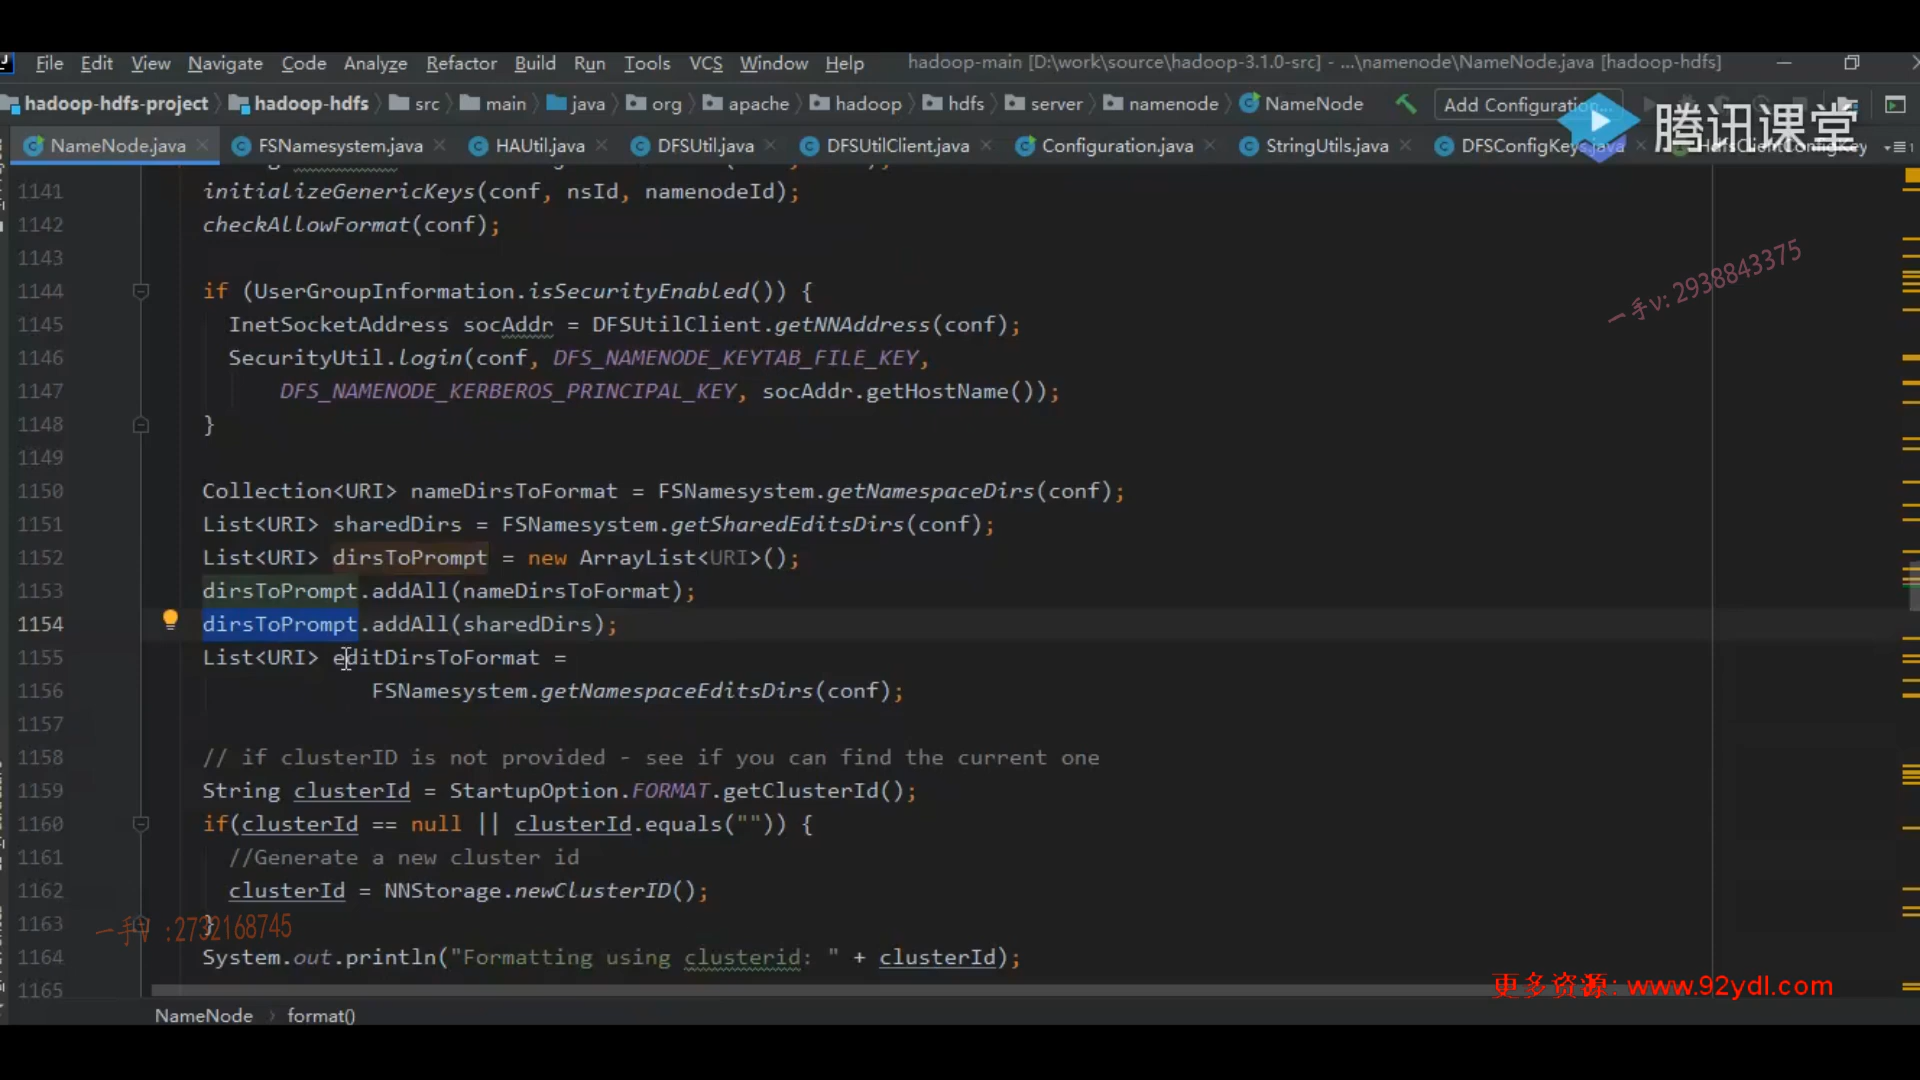 File Edit View Navigate Code Analyze Refactor Build Run Tools VCS Window Help hadoop-main [D:\work\source\hadoop-3.1.0-src] - ...\namenode\NameNode.java [hadoop-hdfs]
hadoop-hdfs-project hadoop-hdfs src main java org apache hadoop hdfs server namenode NameNode Add Configuration...
腾讯课堂
NameNode.java FSNamesystem.java HAUtil.java DFSUtil.java DFSUtilClient.java Configuration.java StringUtils.java DFSConfigKeys.java HdfsClientConfigKey
1141 initializeGenericKeys(conf, nsId, namenodeId);
1142 checkAllowFormat(conf);
1143
一手v:2938843375
1144 if (UserGroupInformation.isSecurityEnabled()) {
1145 InetSocketAddress socAddr = DFSUtilClient.getNNAddress(conf);
1146 SecurityUtil.login(conf, DFS_NAMENODE_KEYTAB_FILE_KEY,
1147 DFS_NAMENODE_KERBEROS_PRINCIPAL_KEY, socAddr.getHostName());
1148 }
1149
1150 Collection<URI> nameDirsToFormat = FSNamesystem.getNamespaceDirs(conf);
1151 List<URI> sharedDirs = FSNamesystem.getSharedEditsDirs(conf);
1152 List<URI> dirsToPrompt = new ArrayList<URI>();
1153 dirsToPrompt.addAll(nameDirsToFormat);
1154 dirsToPrompt.addAll(sharedDirs);
1155 List<URI> editDirsToFormat =
1156 FSNamesystem.getNamespaceEditsDirs(conf);
1157
1158 // if clusterID is not provided - see if you can find the current one
1159 String clusterId = StartupOption.FORMAT.getClusterId();
1160 if(clusterId == null || clusterId.equals("")) {
1161 //Generate a new cluster id
1162 clusterId = NNStorage.newClusterID();
1163 }
一手v :2732168745
1164 System.out.println("Formatting using clusterid: " + clusterId);
1165
更多资源: www.92ydl.com
NameNode › format()